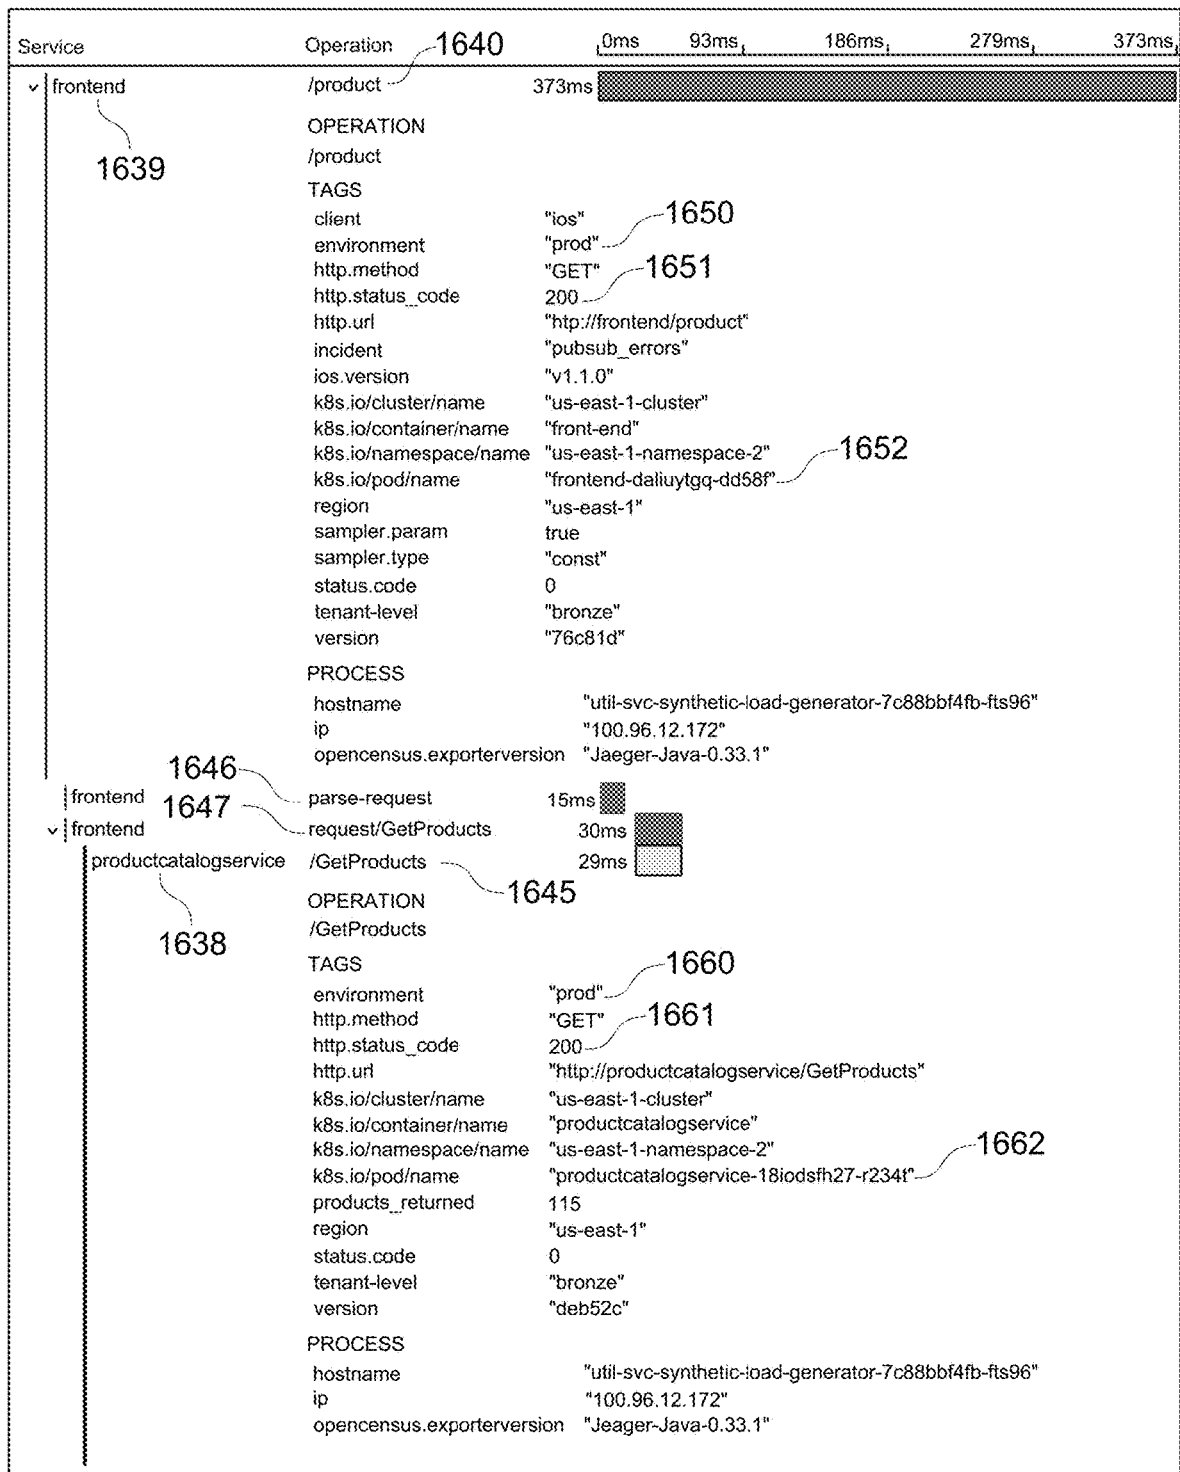 Service Operation 1640 0ms 93ms 186ms 279ms 373ms
frontend /product 373ms
1639
OPERATION
/product
TAGS
client "ios" 1650
environment "prod"
http.method "GET" 1651
http.status_code 200
http.url "htp://frontend/product"
incident "pubsub_errors"
ios.version "v1.1.0"
k8s.io/cluster/name "us-east-1-cluster"
k8s.io/container/name "front-end"
k8s.io/namespace/name "us-east-1-namespace-2" 1652
k8s.io/pod/name "frontend-daliuytgq-dd58f"
region "us-east-1"
sampler.param true
sampler.type "const"
status.code 0
tenant-level "bronze"
version "76c81d"
PROCESS
hostname "util-svc-synthetic-load-generator-7c88bbf4fb-fts96"
ip "100.96.12.172"
opencensus.exporterversion "Jaeger-Java-0.33.1"
1646
frontend parse-request 15ms
1647
frontend request/GetProducts 30ms
productcatalogservice /GetProducts 29ms
1645
1638
OPERATION
/GetProducts
TAGS 1660
environment "prod"
http.method "GET" 1661
http.status_code 200
http.url "http://productcatalogservice/GetProducts"
k8s.io/cluster/name "us-east-1-cluster"
k8s.io/container/name "productcatalogservice"
k8s.io/namespace/name "us-east-1-namespace-2" 1662
k8s.io/pod/name "productcatalogservice-18iodsfh27-r234f"
products_returned 115
region "us-east-1"
status.code 0
tenant-level "bronze"
version "deb52c"
PROCESS
hostname "util-svc-synthetic-load-generator-7c88bbf4fb-fts96"
ip "100.96.12.172"
opencensus.exporterversion "Jeager-Java-0.33.1"